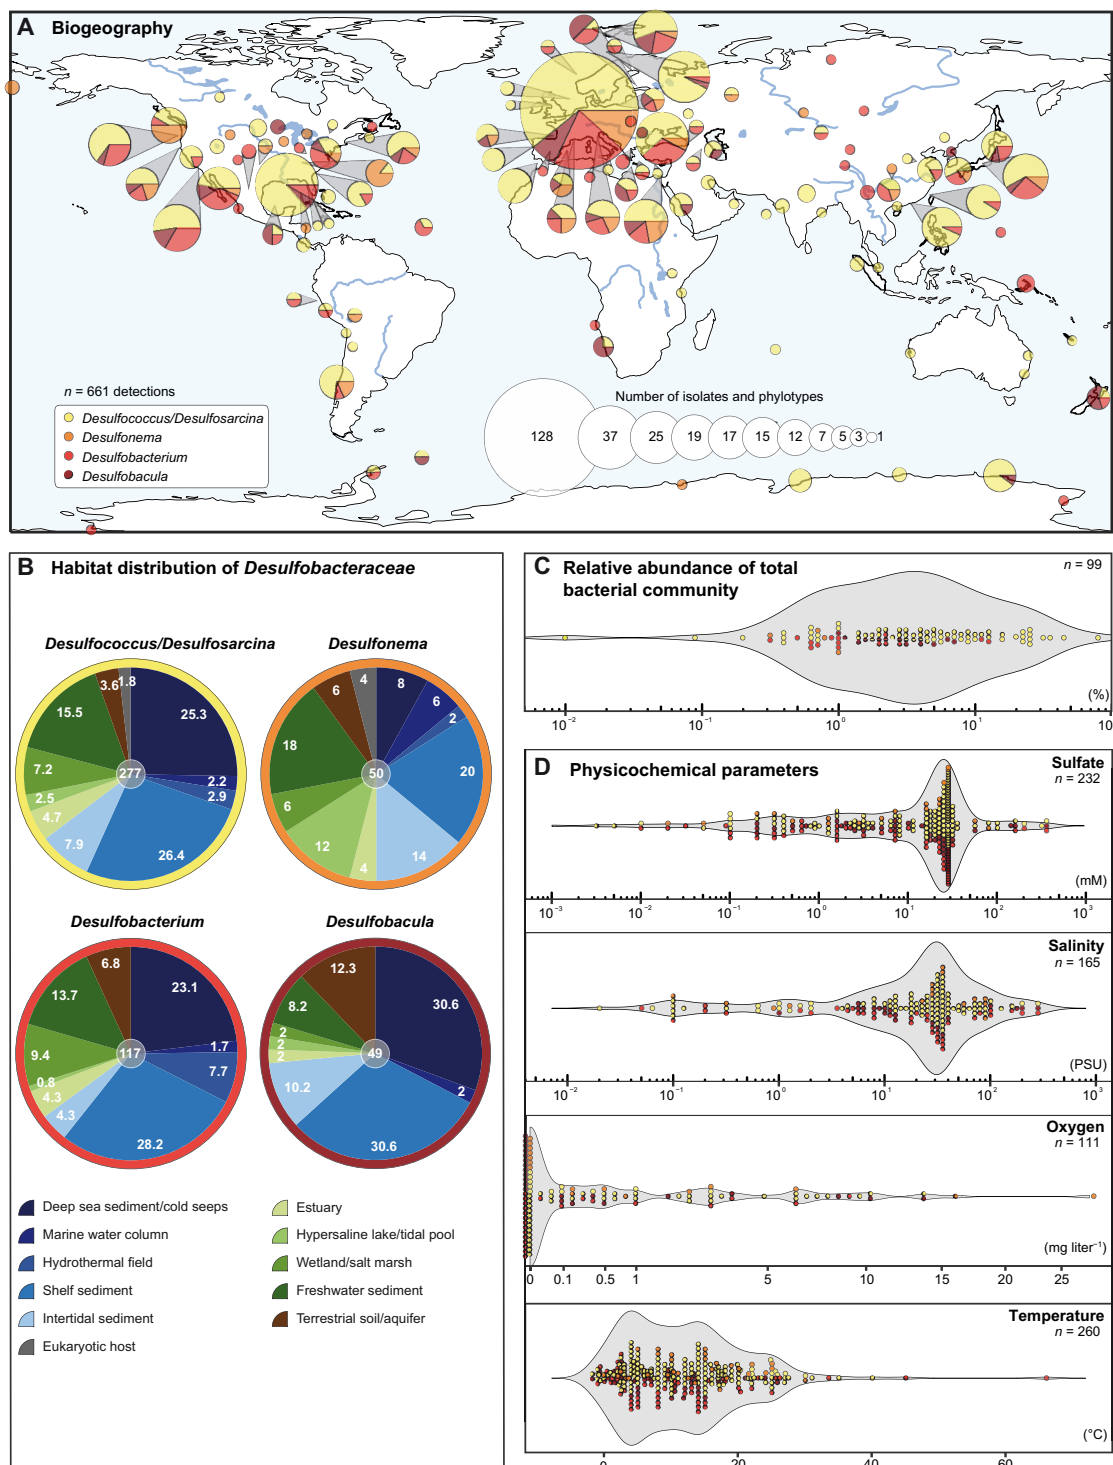 A Biogeography
n = 661 detections
Desulfococcus/Desulfosarcina
Desulfonema
Desulfobacterium
Desulfobacula
Number of isolates and phylotypes
128 37 25 19 17 15 12 7 5 3 1
B Habitat distribution of Desulfobacteraceae
Desulfococcus/Desulfosarcina
25.3
2.2
2.9
26.4
7.9
4.7
2.5
7.2
15.5
3.6
1.8
277
Desulfonema
8
6
2
20
14
4
12
6
18
6
4
50
Desulfobacterium
23.1
1.7
7.7
28.2
4.3
4.3
0.8
9.4
13.7
6.8
117
Desulfobacula
30.6
2
30.6
10.2
2
2
2
8.2
12.3
49
Deep sea sediment/cold seeps
Marine water column
Hydrothermal field
Shelf sediment
Intertidal sediment
Eukaryotic host
Estuary
Hypersaline lake/tidal pool
Wetland/salt marsh
Freshwater sediment
Terrestrial soil/aquifer
C Relative abundance of total
bacterial community
n = 99
(%)
10⁻² 10⁻¹ 10⁰ 10¹ 10
D Physicochemical parameters
Sulfate
n = 232
(mM)
10⁻³ 10⁻² 10⁻¹ 10⁰ 10¹ 10² 10³
Salinity
n = 165
(PSU)
10⁻² 10⁻¹ 10⁰ 10¹ 10² 10³
Oxygen
n = 111
(mg liter⁻¹)
0 0.1 0.5 1 5 10 15 20 25
Temperature
n = 260
(°C)
0 20 40 60